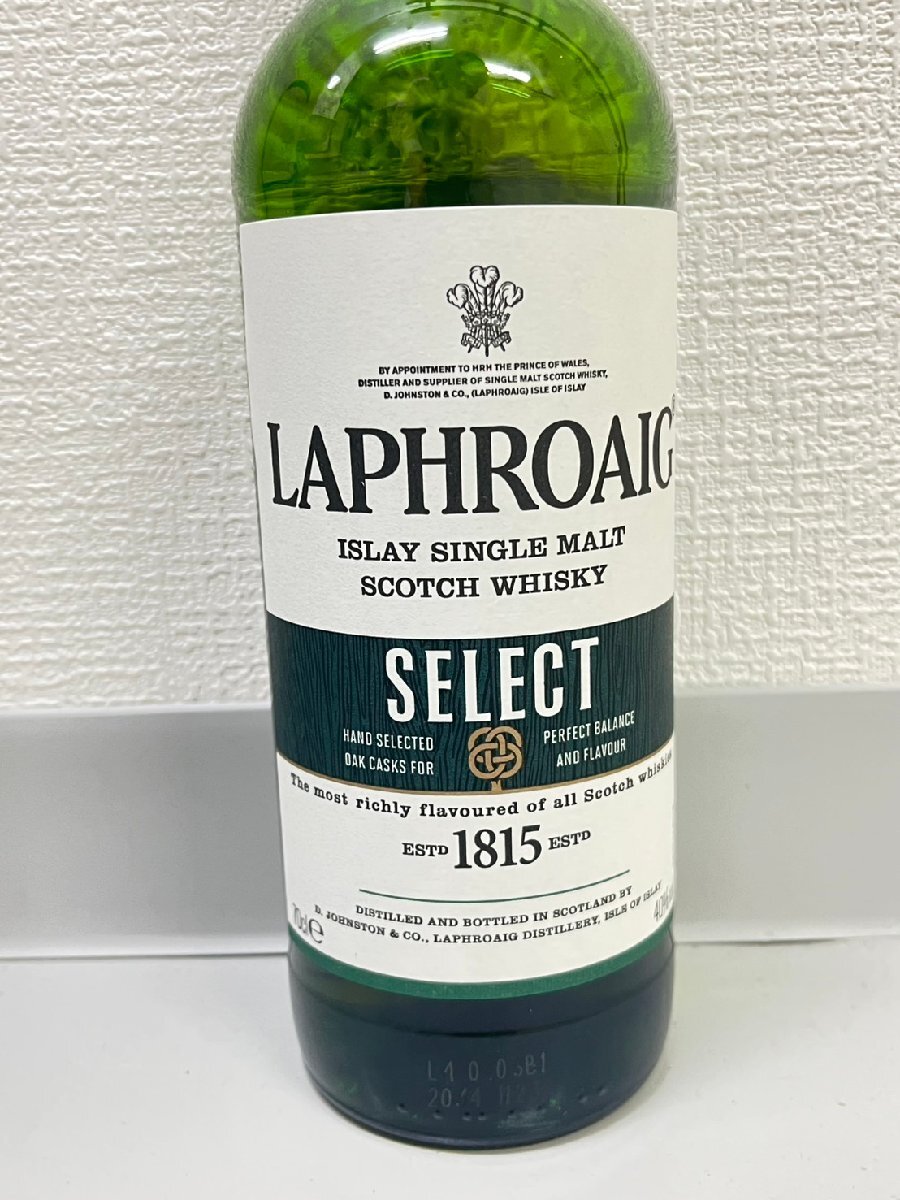 BY APPOINTMENT TO HRH THE PRINCE OF WALES,
DISTILLER AND SUPPLIER OF SINGLE MALT SCOTCH WHISKY,
D. JOHNSTON & CO., (LAPHROAIG) ISLE OF ISLAY
LAPHROAIG®
ISLAY SINGLE MALT
SCOTCH WHISKY
SELECT
HAND SELECTED
OAK CASKS FOR
PERFECT BALANCE
AND FLAVOUR
The most richly flavoured of all Scotch whiskies
ESTD 1815 ESTD
DISTILLED AND BOTTLED IN SCOTLAND BY
D. JOHNSTON & CO., LAPHROAIG DISTILLERY, ISLE OF ISLAY
70cl e
40%